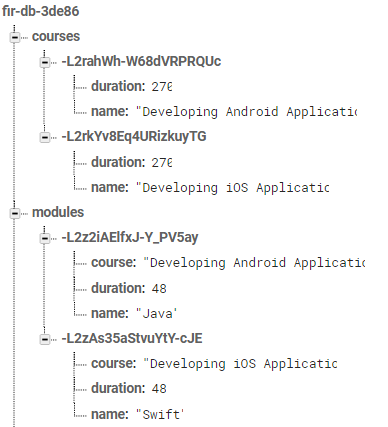 fir-db-3de86
courses
-L2rahWh-W68dVRPRQUc
duration: 270
name: "Developing Android Applicatio
-L2rkYv8Eq4URizkuyTG
duration: 270
name: "Developing iOS Applicatio
modules
-L2z2iAElfxJ-Y_PV5ay
course: "Developing Android Applicatio
duration: 48
name: "Java"
-L2zAs35aStvuYtY-cJE
course: "Developing iOS Applicatio
duration: 48
name: "Swift"